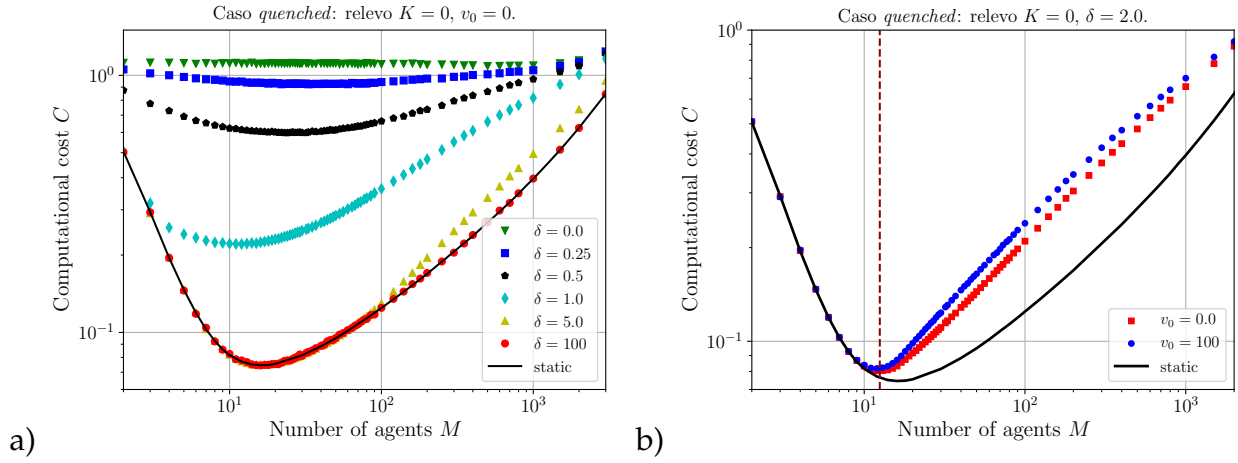 Caso quenched: relevo K = 0, v₀ = 0.
Computational cost C
10⁰
10⁻¹
δ = 0.0
δ = 0.25
δ = 0.5
δ = 1.0
δ = 5.0
δ = 100
static
10¹
10²
10³
Number of agents M
a)
Caso quenched: relevo K = 0, δ = 2.0.
Computational cost C
10⁰
10⁻¹
v₀ = 0.0
v₀ = 100
static
10¹
10²
10³
Number of agents M
b)